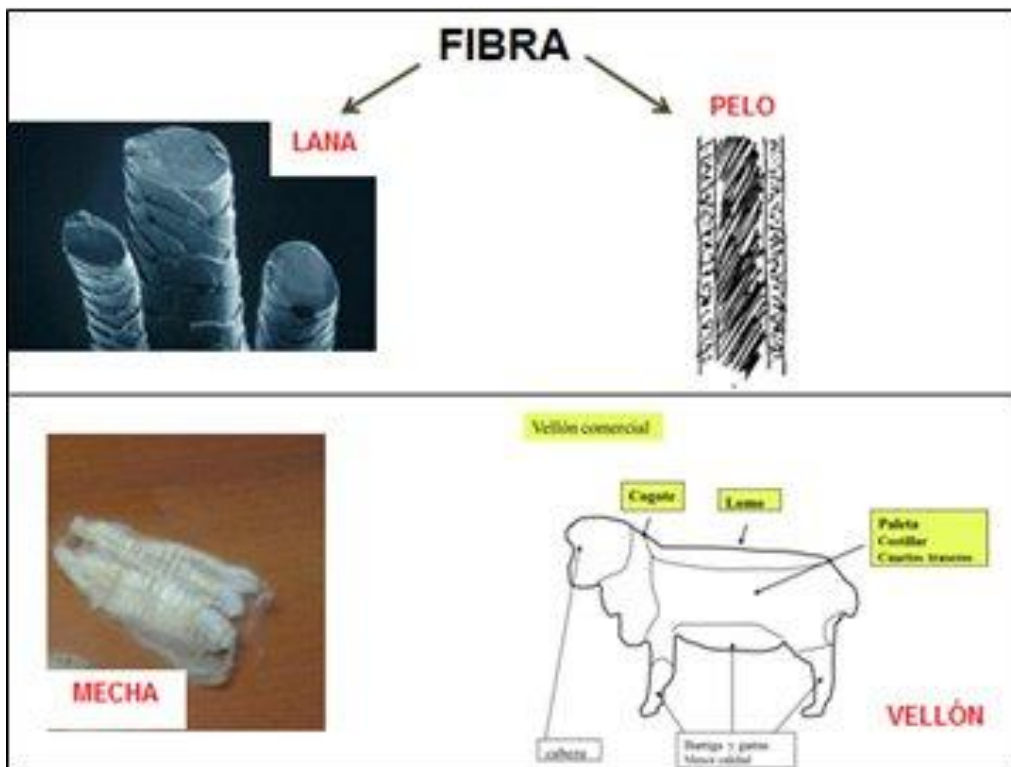 FIBRA
LANA
PELO
MECHA
Vellón comercial
Cogote
Lomo
Paleta
Costillar
Cuartos traseros
cabeza
Barriga y patas
Menor calidad
VELLÓN